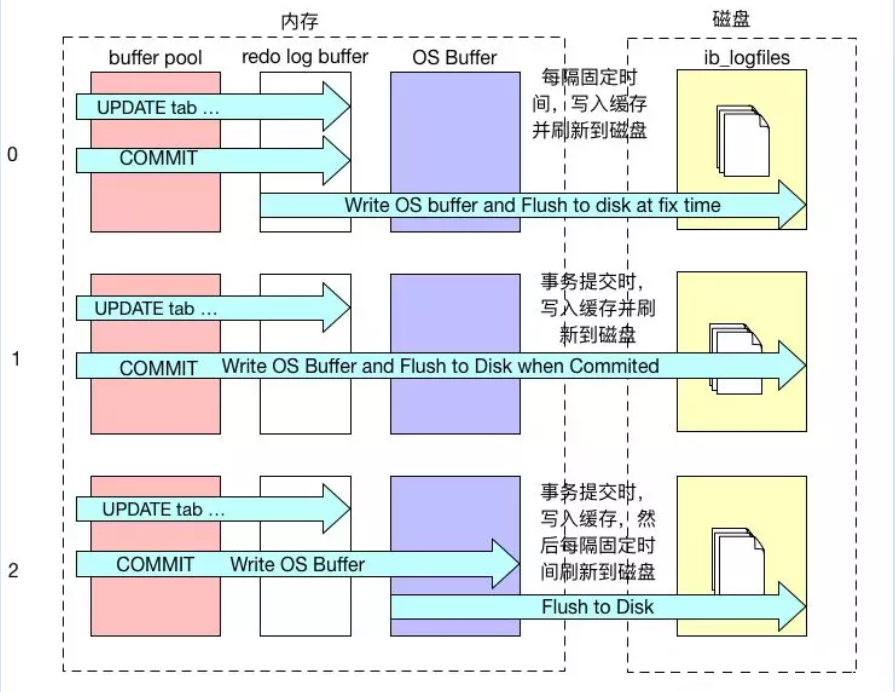 内存
磁盘
buffer pool
redo log buffer
OS Buffer
ib_logfiles
0
UPDATE tab ...
COMMIT
Write OS buffer and Flush to disk at fix time
每隔固定时
间，写入缓存
并刷新到磁盘
1
UPDATE tab ...
COMMIT
Write OS Buffer and Flush to Disk when Commited
事务提交时，
写入缓存并刷
新到磁盘
2
UPDATE tab ...
COMMIT
Write OS Buffer
事务提交时，
写入缓存，然
后每隔固定时
间刷新到磁盘
Flush to Disk